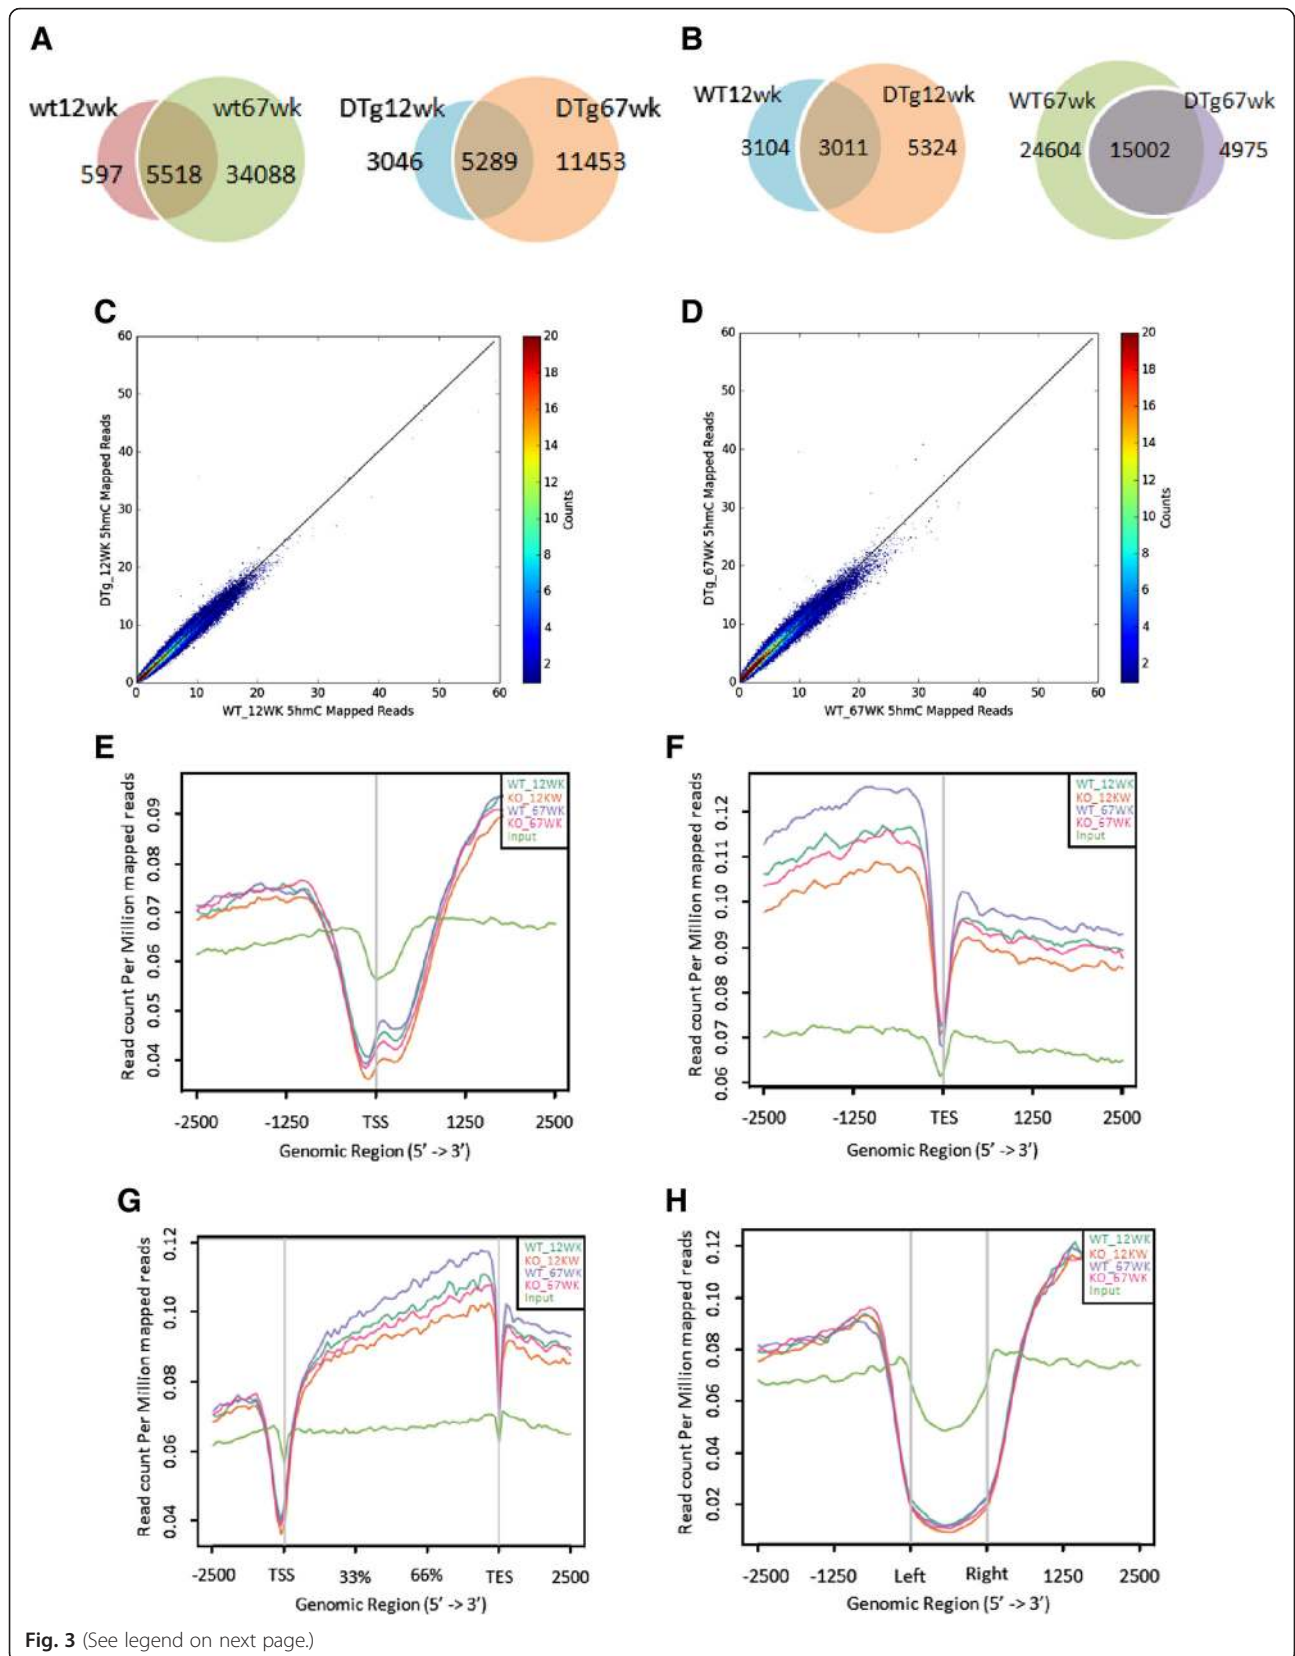 A
wt12wk
wt67wk
597
5518
34088
DTg12wk
DTg67wk
3046
5289
11453
B
WT12wk
DTg12wk
3104
3011
5324
WT67wk
DTg67wk
24604
15002
4975
C
60
50
40
30
20
10
0
DTg_12WK 5hmC Mapped Reads
0 10 20 30 40 50 60
WT_12WK 5hmC Mapped Reads
20
18
16
14
12
10
8
6
4
2
Counts
D
60
50
40
30
20
10
0
DTg_67WK 5hmC Mapped Reads
0 10 20 30 40 50 60
WT_67WK 5hmC Mapped Reads
20
18
16
14
12
10
8
6
4
2
Counts
E
Read count Per Million mapped reads
0.09
0.08
0.07
0.06
0.05
0.04
WT_12WK
KO_12KW
WT_67WK
KO_67WK
Input
-2500 -1250 TSS 1250 2500
Genomic Region (5' -> 3')
F
Read count Per Million mapped reads
0.12
0.11
0.10
0.09
0.08
0.07
0.06
WT_12WK
KO_12KW
WT_67WK
KO_67WK
Input
-2500 -1250 TES 1250 2500
Genomic Region (5' -> 3')
G
Read count Per Million mapped reads
0.12
0.10
0.08
0.06
0.04
WT_12WK
KO_12KW
WT_67WK
KO_67WK
Input
-2500 TSS 33% 66% TES 2500
Genomic Region (5' -> 3')
H
Read count Per Million mapped reads
0.12
0.10
0.08
0.06
0.04
0.02
WT_12WK
KO_12KW
WT_67WK
KO_67WK
Input
-2500 -1250 Left Right 1250 2500
Genomic Region (5' -> 3')
Fig. 3 (See legend on next page.)